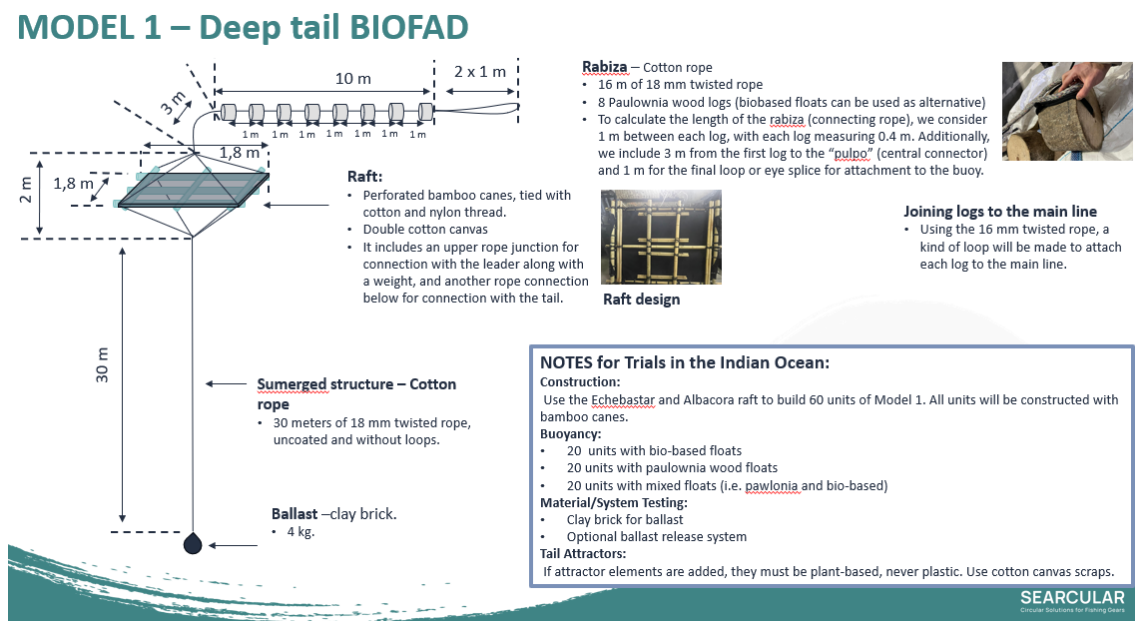 MODEL 1 – Deep tail BIOFAD
10 m
2 x 1 m
3 m
1 m
1 m
1 m
1 m
1 m
1 m
1 m
1,8 m
1,8 m
2 m
30 m
Raft:
• Perforated bamboo canes, tied with
cotton and nylon thread.
• Double cotton canvas
• It includes an upper rope junction for
connection with the leader along with
a weight, and another rope connection
below for connection with the tail.
Sumerged structure – Cotton
rope
• 30 meters of 18 mm twisted rope,
uncoated and without loops.
Ballast –clay brick.
• 4 kg.
Rabiza – Cotton rope
• 16 m of 18 mm twisted rope
• 8 Paulownia wood logs (biobased floats can be used as alternative)
• To calculate the length of the rabiza (connecting rope), we consider
1 m between each log, with each log measuring 0.4 m. Additionally,
we include 3 m from the first log to the “pulpo” (central connector)
and 1 m for the final loop or eye splice for attachment to the buoy.
Raft design
Joining logs to the main line
• Using the 16 mm twisted rope, a
kind of loop will be made to attach
each log to the main line.
NOTES for Trials in the Indian Ocean:
Construction:
Use the Echebastar and Albacora raft to build 60 units of Model 1. All units will be constructed with
bamboo canes.
Buoyancy:
• 20 units with bio-based floats
• 20 units with paulownia wood floats
• 20 units with mixed floats (i.e. pawlonia and bio-based)
Material/System Testing:
• Clay brick for ballast
• Optional ballast release system
Tail Attractors:
If attractor elements are added, they must be plant-based, never plastic. Use cotton canvas scraps.
SEARCULAR
Circular Solutions for Fishing Gears